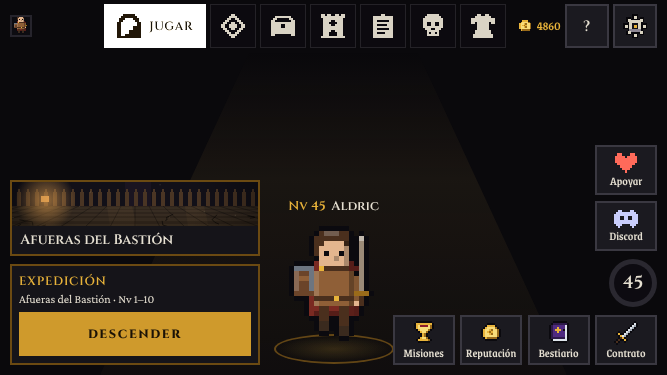 JUGAR
4860
?
Apoyar
Discord
45
AFUERAS DEL BASTIÓN
NV 45 ALDRIC
EXPEDICIÓN
Afueras del Bastión · Nv 1–10
DESCENDER
Misiones
Reputación
Bestiario
Contrato